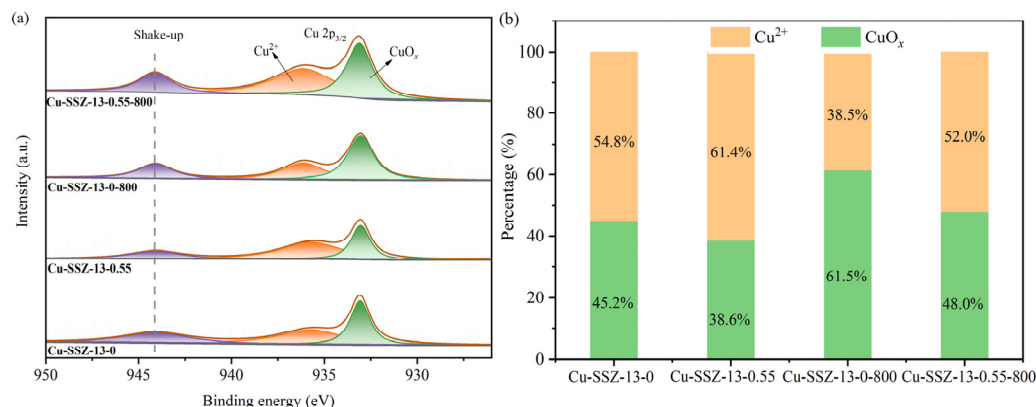 (a)
Shake-up
Cu 2p3/2
Cu2+
CuOx
Cu-SSZ-13-0.55-800
Cu-SSZ-13-0-800
Cu-SSZ-13-0.55
Cu-SSZ-13-0
Intensity (a.u.)
950 945 940 935 930
Binding energy (eV)
(b)
Cu2+ CuOx
100
80
60
40
20
0
Percentage (%)
54.8% 61.4% 38.5% 52.0%
45.2% 38.6% 61.5% 48.0%
Cu-SSZ-13-0 Cu-SSZ-13-0.55 Cu-SSZ-13-0-800 Cu-SSZ-13-0.55-800